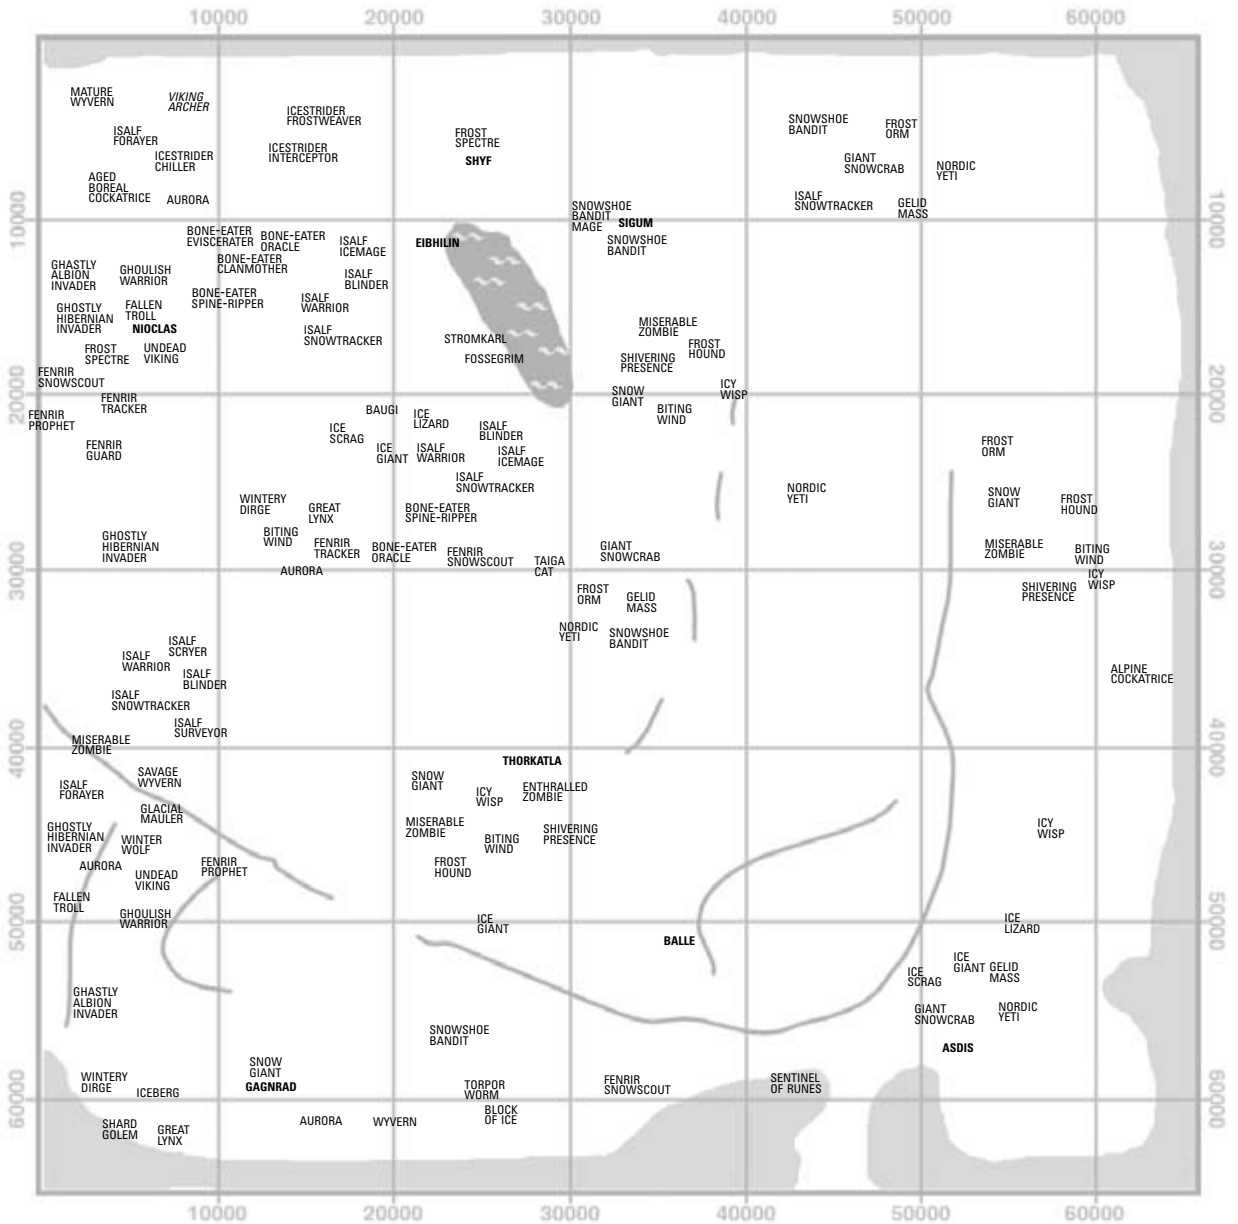 10000 20000 30000 40000 50000 60000
MATURE
WYVERN
VIKING
ARCHER
ICESTRIDER
FROSTWEAVER
ISALF
FORAYER
ICESTRIDER
CHILLER
ICESTRIDER
INTERCEPTOR
FROST
SPECTRE
SHYF
SNOWSHOE
BANDIT
FROST
ORM
GIANT
SNOWCRAB
NORDIC
YETI
AGED
BOREAL
COCKATRICE
AURORA
ISALF
SNOWTRACKER
GELID
MASS
10000
10000
SNOWSHOE
BANDIT
MAGE
SIGUM
SNOWSHOE
BANDIT
BONE-EATER
EVISCERATER
BONE-EATER
ORACLE
ISALF
ICEMAGE
EIBHILIN
BONE-EATER
CLANMOTHER
GHASTLY
ALBION
INVADER
GHOULISH
WARRIOR
ISALF
BLINDER
BONE-EATER
SPINE-RIPPER
ISALF
WARRIOR
GHOSTLY
HIBERNIAN
INVADER
FALLEN
TROLL
NIOCLAS
ISALF
SNOWTRACKER
STROMKARL
FOSSEGRIM
MISERABLE
ZOMBIE
FROST
HOUND
SHIVERING
PRESENCE
FROST
SPECTRE
UNDEAD
VIKING
FENRIR
SNOWSCOUT
20000
20000
FENRIR
TRACKER
FENRIR
PROPHET
FENRIR
GUARD
SNOW
GIANT
ICY
WISP
BITING
WIND
BAUGI
ICE
LIZARD
ICE
SCRAG
ISALF
BLINDER
ICE
GIANT
ISALF
WARRIOR
ISALF
ICEMAGE
ISALF
SNOWTRACKER
FROST
ORM
NORDIC
YETI
SNOW
GIANT
FROST
HOUND
WINTERY
DIRGE
GREAT
LYNX
BONE-EATER
SPINE-RIPPER
GHOSTLY
HIBERNIAN
INVADER
BITING
WIND
FENRIR
TRACKER
BONE-EATER
ORACLE
FENRIR
SNOWSCOUT
TAIGA
CAT
GIANT
SNOWCRAB
MISERABLE
ZOMBIE
BITING
WIND
AURORA
30000
30000
ICY
WISP
SHIVERING
PRESENCE
FROST
ORM
GELID
MASS
NORDIC
YETI
SNOWSHOE
BANDIT
ISALF
SCRYER
ISALF
WARRIOR
ISALF
BLINDER
ALPINE
COCKATRICE
ISALF
SNOWTRACKER
ISALF
SURVEYOR
MISERABLE
ZOMBIE
40000
40000
THORKATLA
SAVAGE
WYVERN
ISALF
FORAYER
SNOW
GIANT
ICY
WISP
ENTHRALLED
ZOMBIE
GLACIAL
MAULER
GHOSTLY
HIBERNIAN
INVADER
WINTER
WOLF
MISERABLE
ZOMBIE
BITING
WIND
SHIVERING
PRESENCE
ICY
WISP
AURORA
UNDEAD
VIKING
FENRIR
PROPHET
FROST
HOUND
FALLEN
TROLL
GHOULISH
WARRIOR
50000
50000
ICE
GIANT
BALLE
ICE
LIZARD
ICE
SCRAG
ICE
GIANT
GELID
MASS
GHASTLY
ALBION
INVADER
GIANT
SNOWCRAB
NORDIC
YETI
SNOWSHOE
BANDIT
ASDIS
SNOW
GIANT
GAGNRAD
WINTERY
DIRGE
ICEBERG
TORPOR
WORM
FENRIR
SNOWSCOUT
SENTINEL
OF RUNES
60000
60000
BLOCK
OF ICE
SHARD
GOLEM
GREAT
LYNX
AURORA
WYVERN
10000 20000 30000 40000 50000 60000